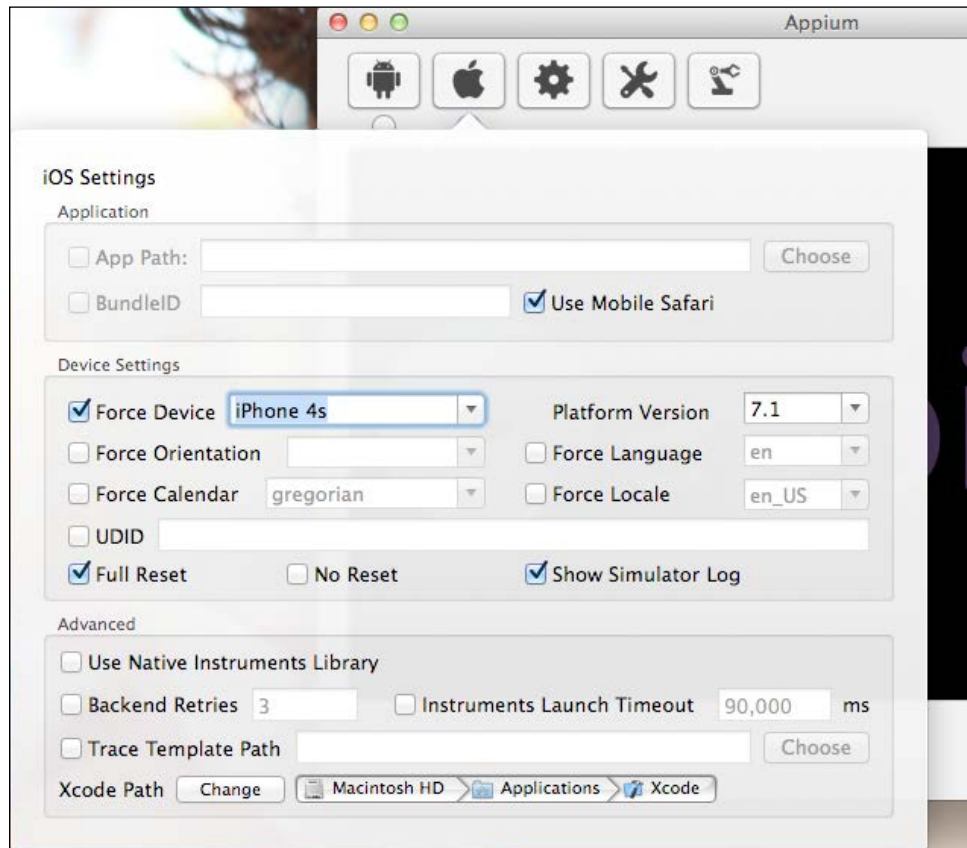 Appium
iOS Settings
Application
App Path: Choose
BundleID Use Mobile Safari
Device Settings
Force Device iPhone 4s Platform Version 7.1
Force Orientation Force Language en
Force Calendar gregorian Force Locale en_US
UDID
Full Reset No Reset Show Simulator Log
Advanced
Use Native Instruments Library
Backend Retries 3 Instruments Launch Timeout 90,000 ms
Trace Template Path Choose
Xcode Path Change Macintosh HD Applications Xcode